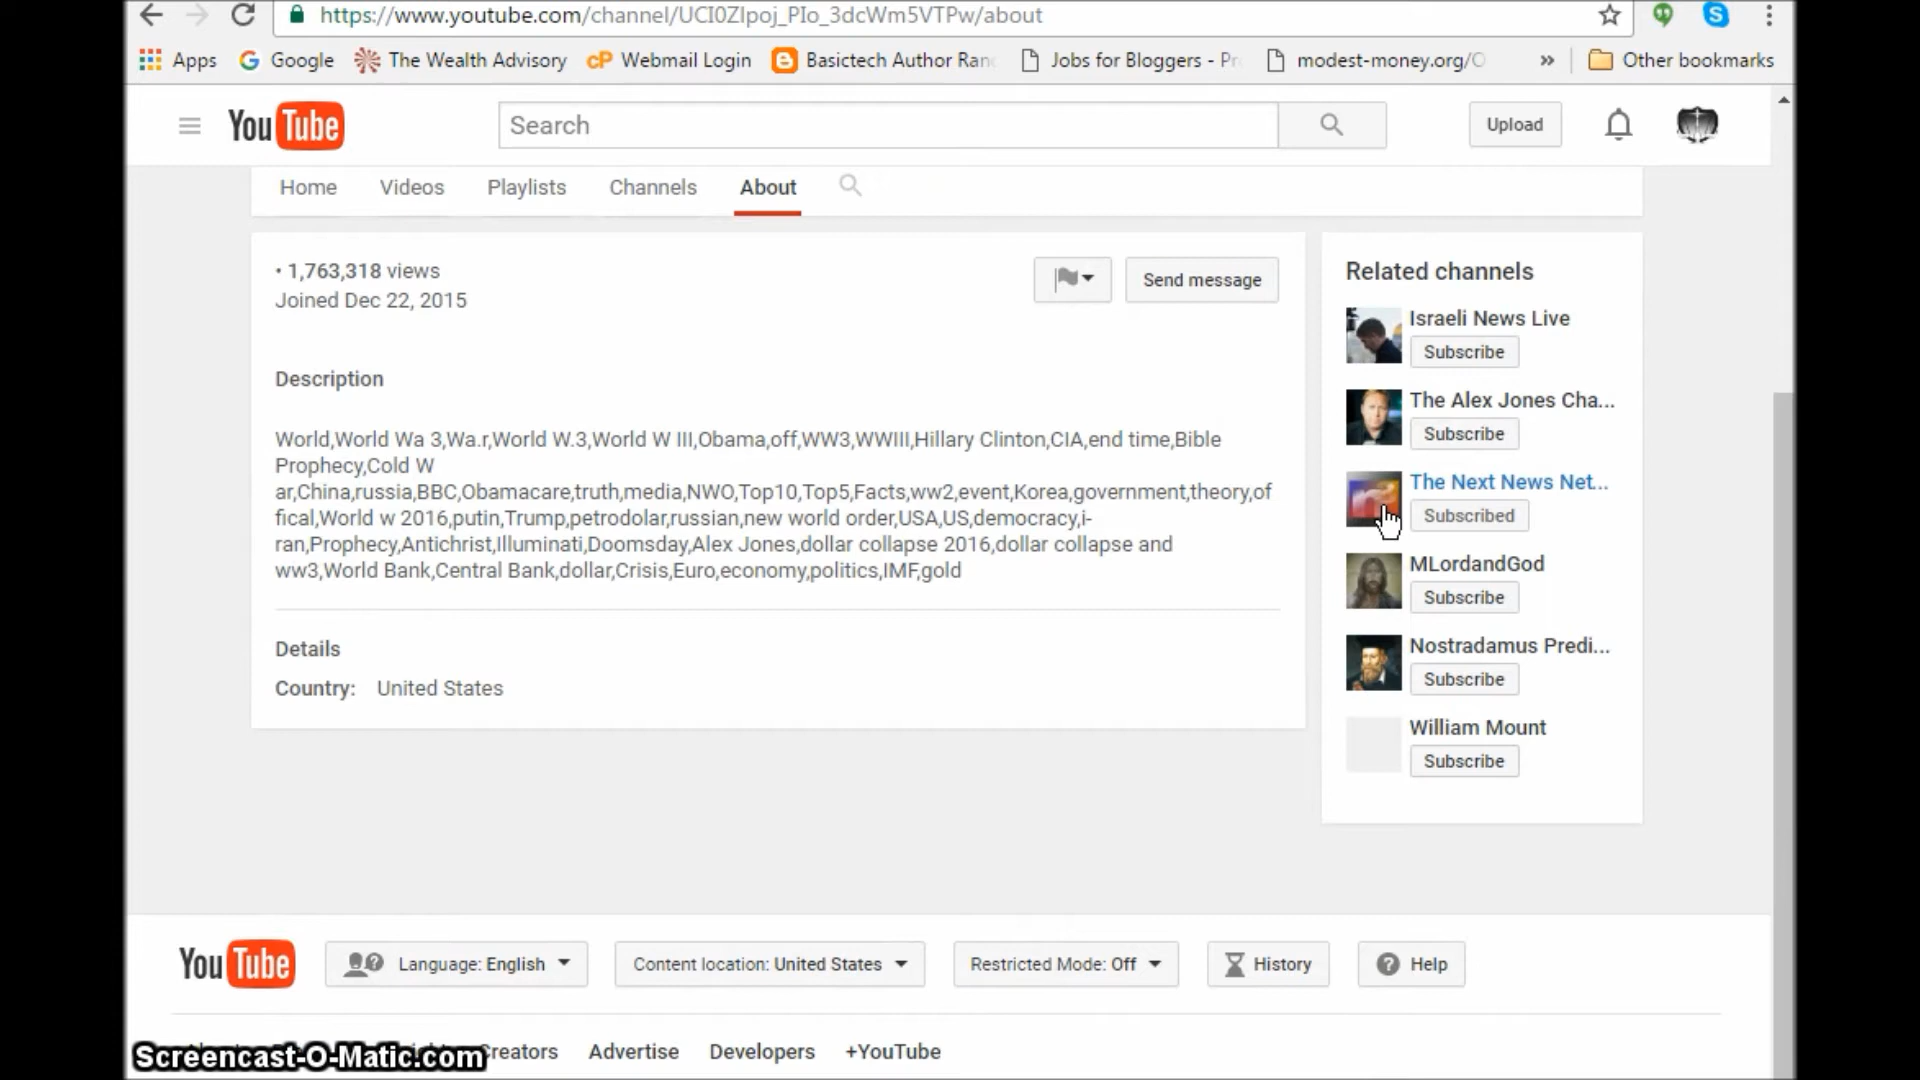 https://www.youtube.com/channel/UCI0ZIpoj_PIo_3dcWm5VTPw/about
Apps Google The Wealth Advisory Webmail Login Basictech Author Ran Jobs for Bloggers - Pr modest-money.org/O » Other bookmarks
YouTube Search Upload
Home Videos Playlists Channels About
• 1,763,318 views
Joined Dec 22, 2015
Send message
Description
World,World Wa 3,Wa.r,World W.3,World W III,Obama,off,WW3,WWIII,Hillary Clinton,CIA,end time,Bible
Prophecy,Cold W
ar,China,russia,BBC,Obamacare,truth,media,NWO,Top10,Top5,Facts,ww2,event,Korea,government,theory,of
fical,World w 2016,putin,Trump,petrodolar,russian,new world order,USA,US,democracy,i-
ran,Prophecy,Antichrist,Illuminati,Doomsday,Alex Jones,dollar collapse 2016,dollar collapse and
ww3,World Bank,Central Bank,dollar,Crisis,Euro,economy,politics,IMF,gold
Details
Country: United States
Related channels
Israeli News Live
Subscribe
The Alex Jones Cha...
Subscribe
The Next News Net...
Subscribed
MLordandGod
Subscribe
Nostradamus Predi...
Subscribe
William Mount
Subscribe
YouTube Language: English Content location: United States Restricted Mode: Off History Help
Creators Advertise Developers +YouTube
Screencast-O-Matic.com